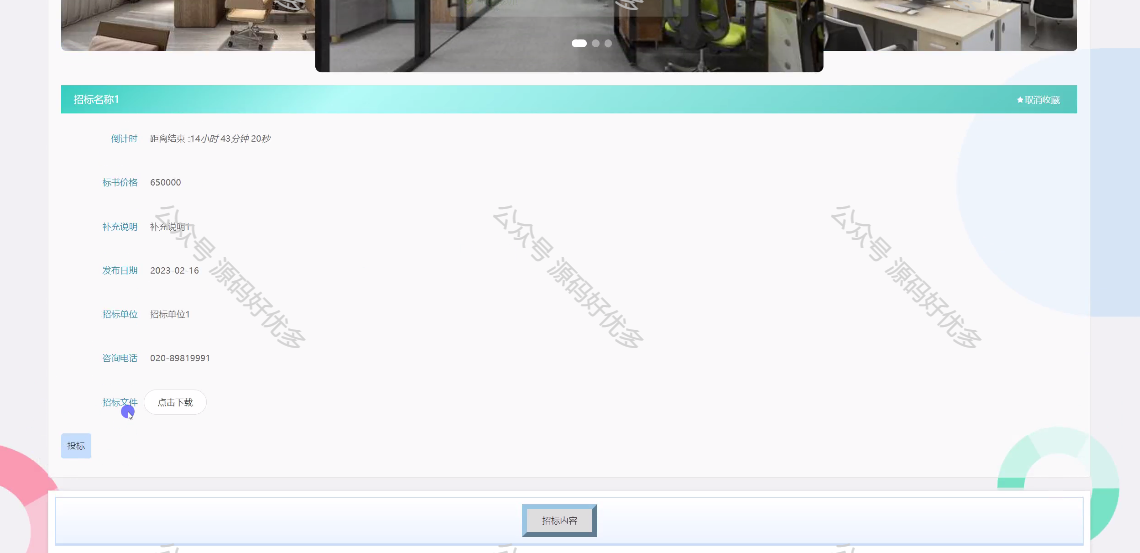 招标名称1
★取消收藏
倒计时 距离结束 :14小时 43分钟 20秒
标书价格 650000
补充说明 补充说明1
发布日期 2023-02-16
招标单位 招标单位1
咨询电话 020-89819991
招标文件 点击下载
投标
招标内容
公众号 源码好优多
公众号 源码好优多
公众号 源码好优多